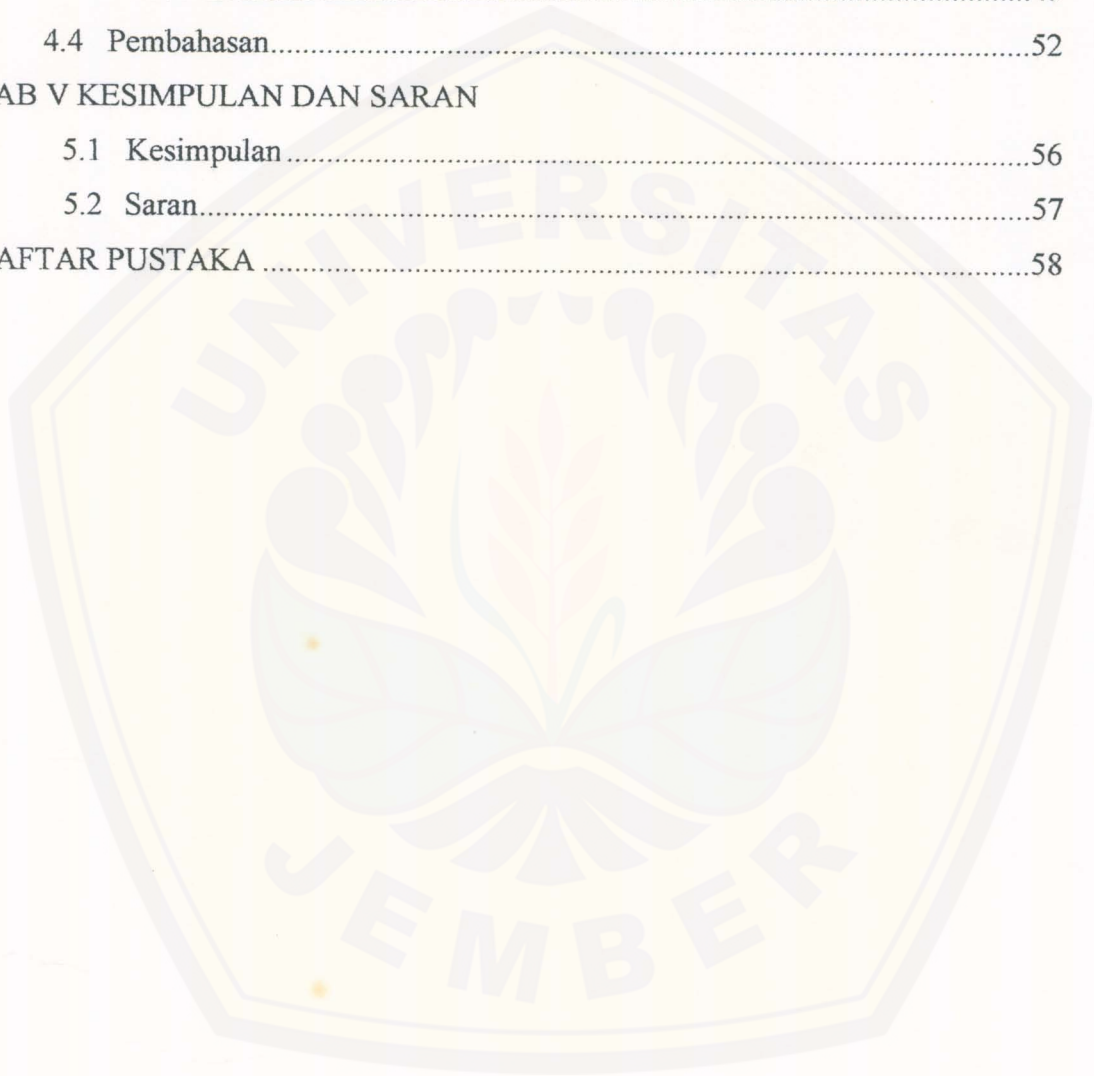 4.4 Pembahasan..........52
AB V KESIMPULAN DAN SARAN
5.1 Kesimpulan..........56
5.2 Saran..........57
AFTAR PUSTAKA..........58
UNIVERSITAS
JEMBER